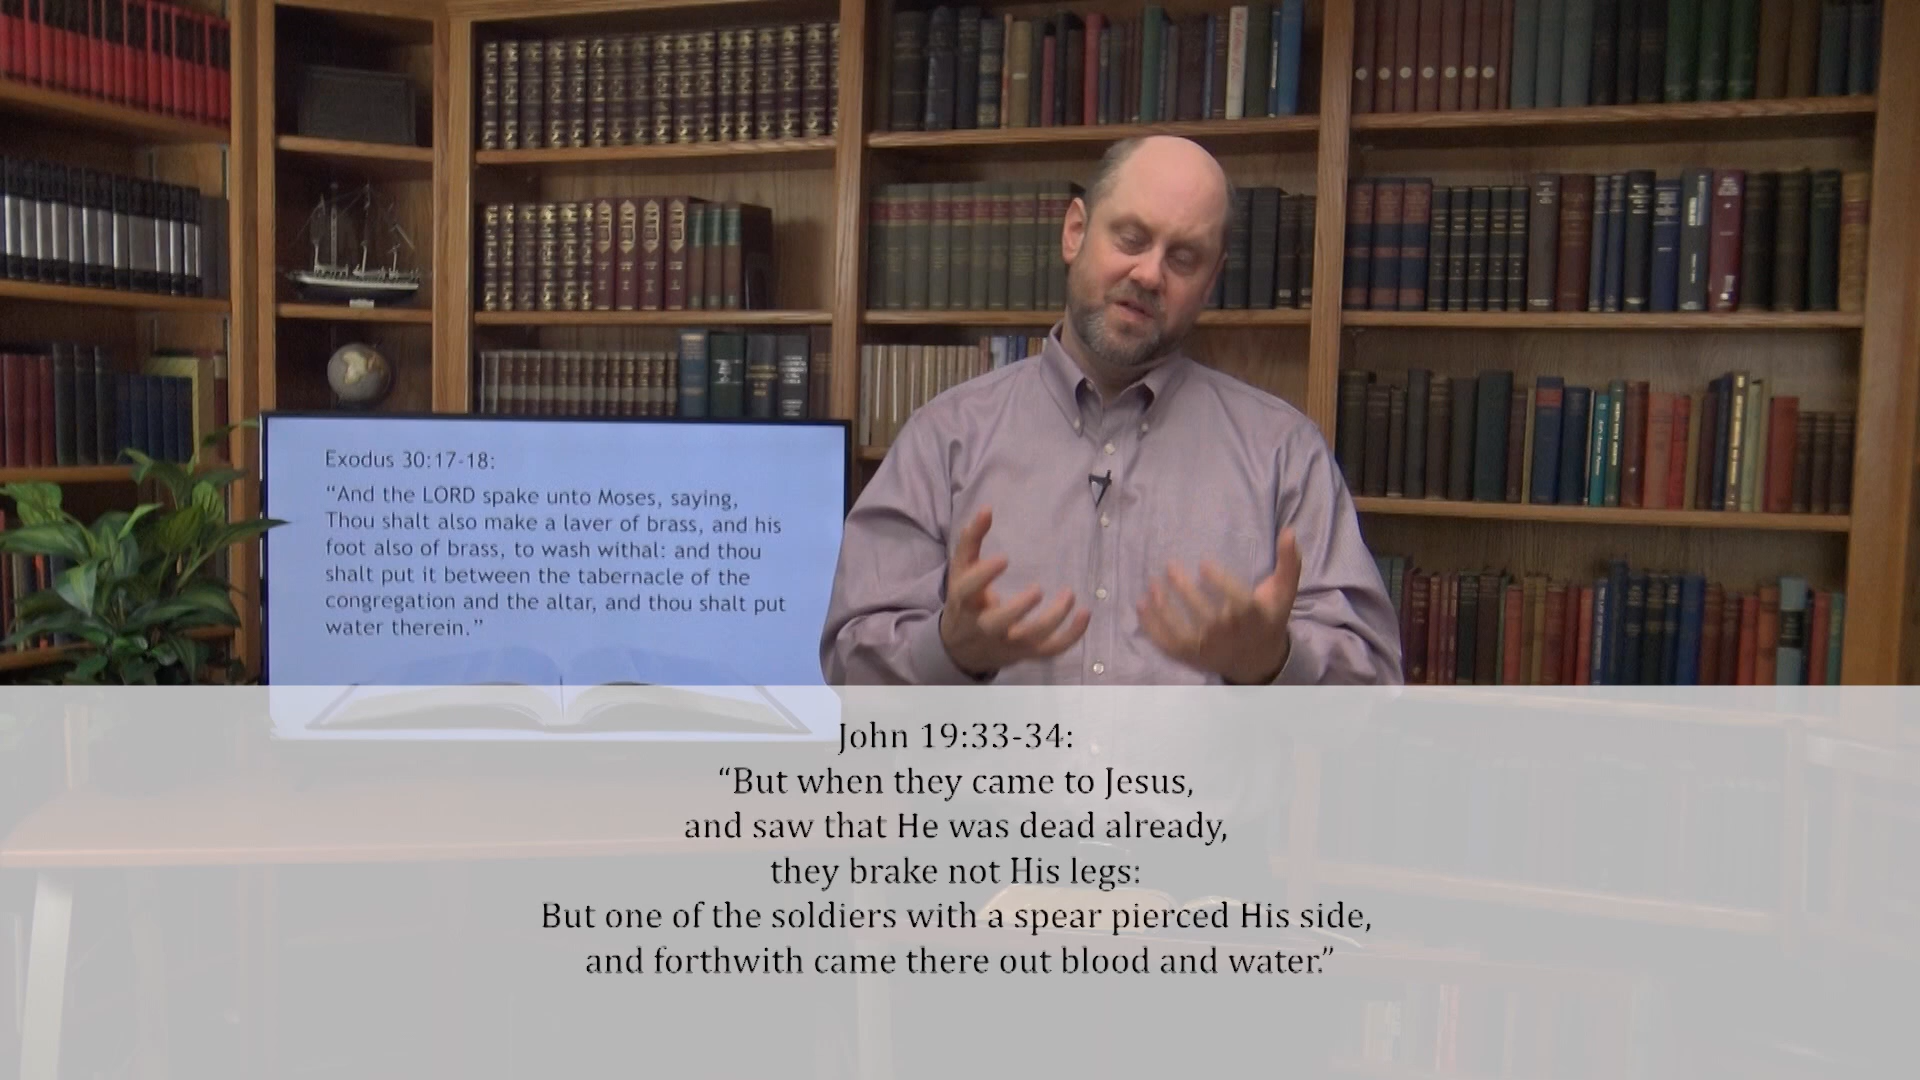 Exodus 30:17-18:
“And the LORD spake unto Moses, saying,
Thou shalt also make a laver of brass, and his
foot also of brass, to wash withal: and thou
shalt put it between the tabernacle of the
congregation and the altar, and thou shalt put
water therein.”
John 19:33-34:
“But when they came to Jesus,
and saw that He was dead already,
they brake not His legs:
But one of the soldiers with a spear pierced His side,
and forthwith came there out blood and water.”